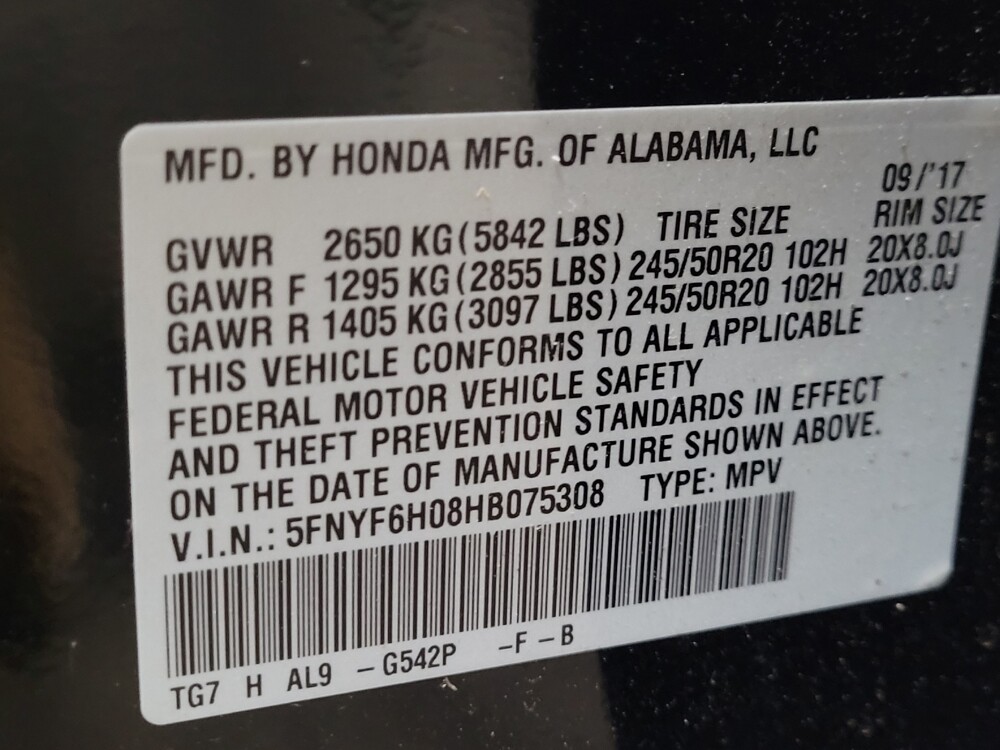 MFD. BY HONDA MFG. OF ALABAMA, LLC
09/'17
GVWR 2650 KG (5842 LBS) TIRE SIZE RIM SIZE
GAWR F 1295 KG (2855 LBS) 245/50R20 102H 20X8.0J
GAWR R 1405 KG (3097 LBS) 245/50R20 102H 20X8.0J
THIS VEHICLE CONFORMS TO ALL APPLICABLE
FEDERAL MOTOR VEHICLE SAFETY
AND THEFT PREVENTION STANDARDS IN EFFECT
ON THE DATE OF MANUFACTURE SHOWN ABOVE.
V.I.N.: 5FNYF6H08HB075308 TYPE: MPV
TG7 H AL9 – G542P –F – B